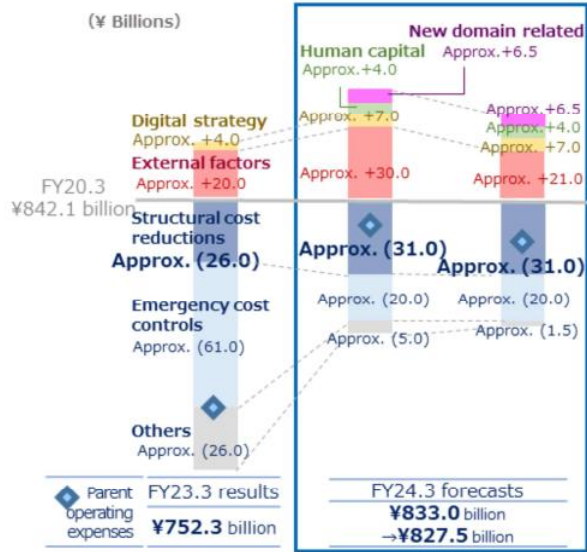 (¥ Billions)
New domain related
Approx.+6.5
Human capital
Approx.+4.0
Digital strategy
Approx. +4.0
Approx.+7.0
Approx.+6.5
Approx.+4.0
Approx.+7.0
External factors
Approx. +20.0
Approx. +30.0
Approx.+21.0
FY20.3
¥842.1 billion
Structural cost
reductions
Approx. (26.0)
Approx. (31.0)
Approx. (31.0)
Emergency cost
controls
Approx. (61.0)
Approx. (20.0)
Approx. (20.0)
Approx. (5.0)
Approx. (1.5)
Others
Approx. (26.0)
Parent
operating
expenses
FY23.3 results
¥752.3 billion
FY24.3 forecasts
¥833.0 billion
→¥827.5 billion